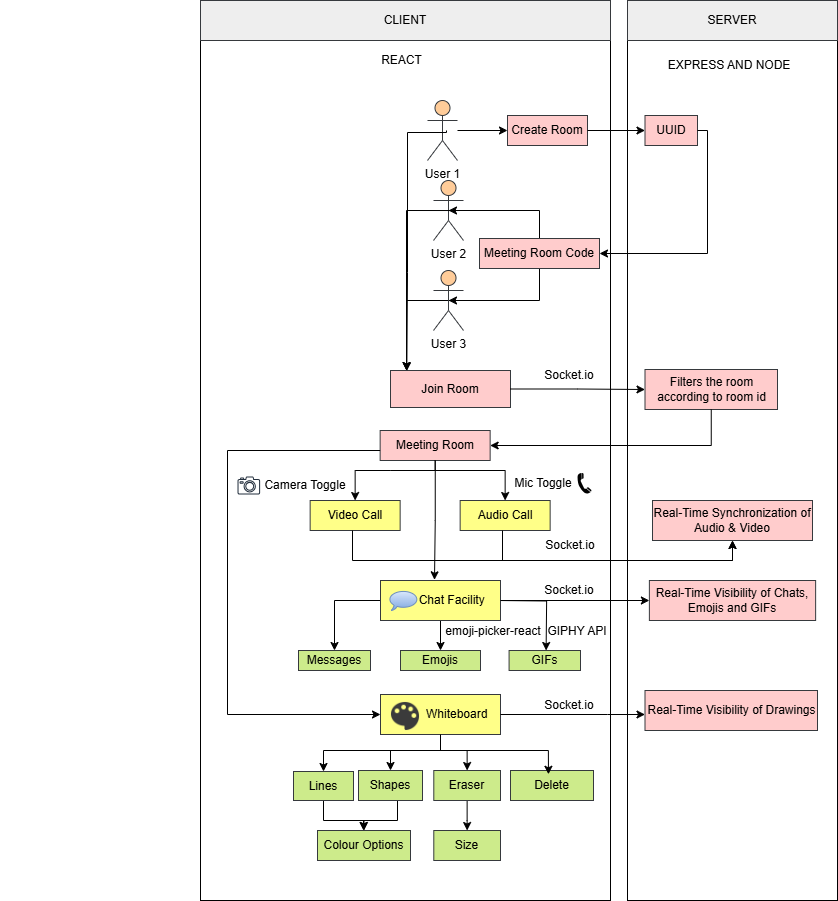 CLIENT
SERVER
REACT
EXPRESS AND NODE
Create Room
UUID
User 1
User 2
Meeting Room Code
User 3
Join Room
Socket.io
Filters the room
according to room id
Meeting Room
Camera Toggle
Mic Toggle
Video Call
Audio Call
Real-Time Synchronization of
Audio & Video
Socket.io
Chat Facility
Socket.io
Real-Time Visibility of Chats,
Emojis and GIFs
emoji-picker-react
GIPHY API
Messages
Emojis
GIFs
Whiteboard
Socket.io
Real-Time Visibility of Drawings
Lines
Shapes
Eraser
Delete
Colour Options
Size